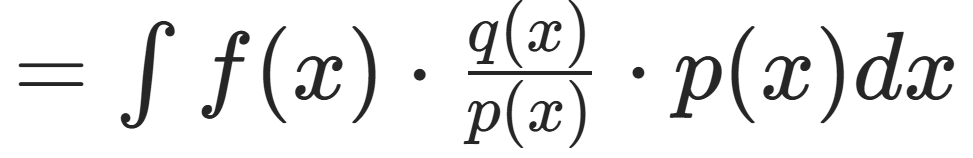 = ∫ f(x) · q(x)/p(x) · p(x)dx